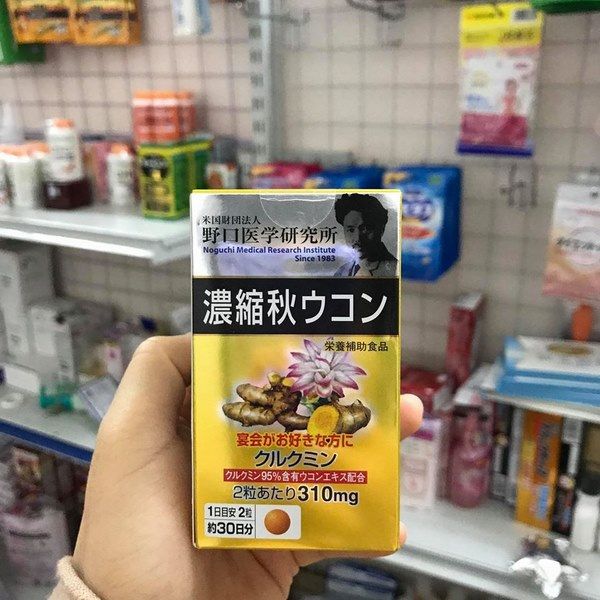 米国財団法人
野口医学研究所
Noguchi Medical Research Institute
Since 1983
濃縮秋ウコン
栄養補助食品
宴会がお好きな方に
クルクミン
クルクミン95%含有ウコンエキス配合
2粒あたり310mg
1日目安 2粒
約30日分